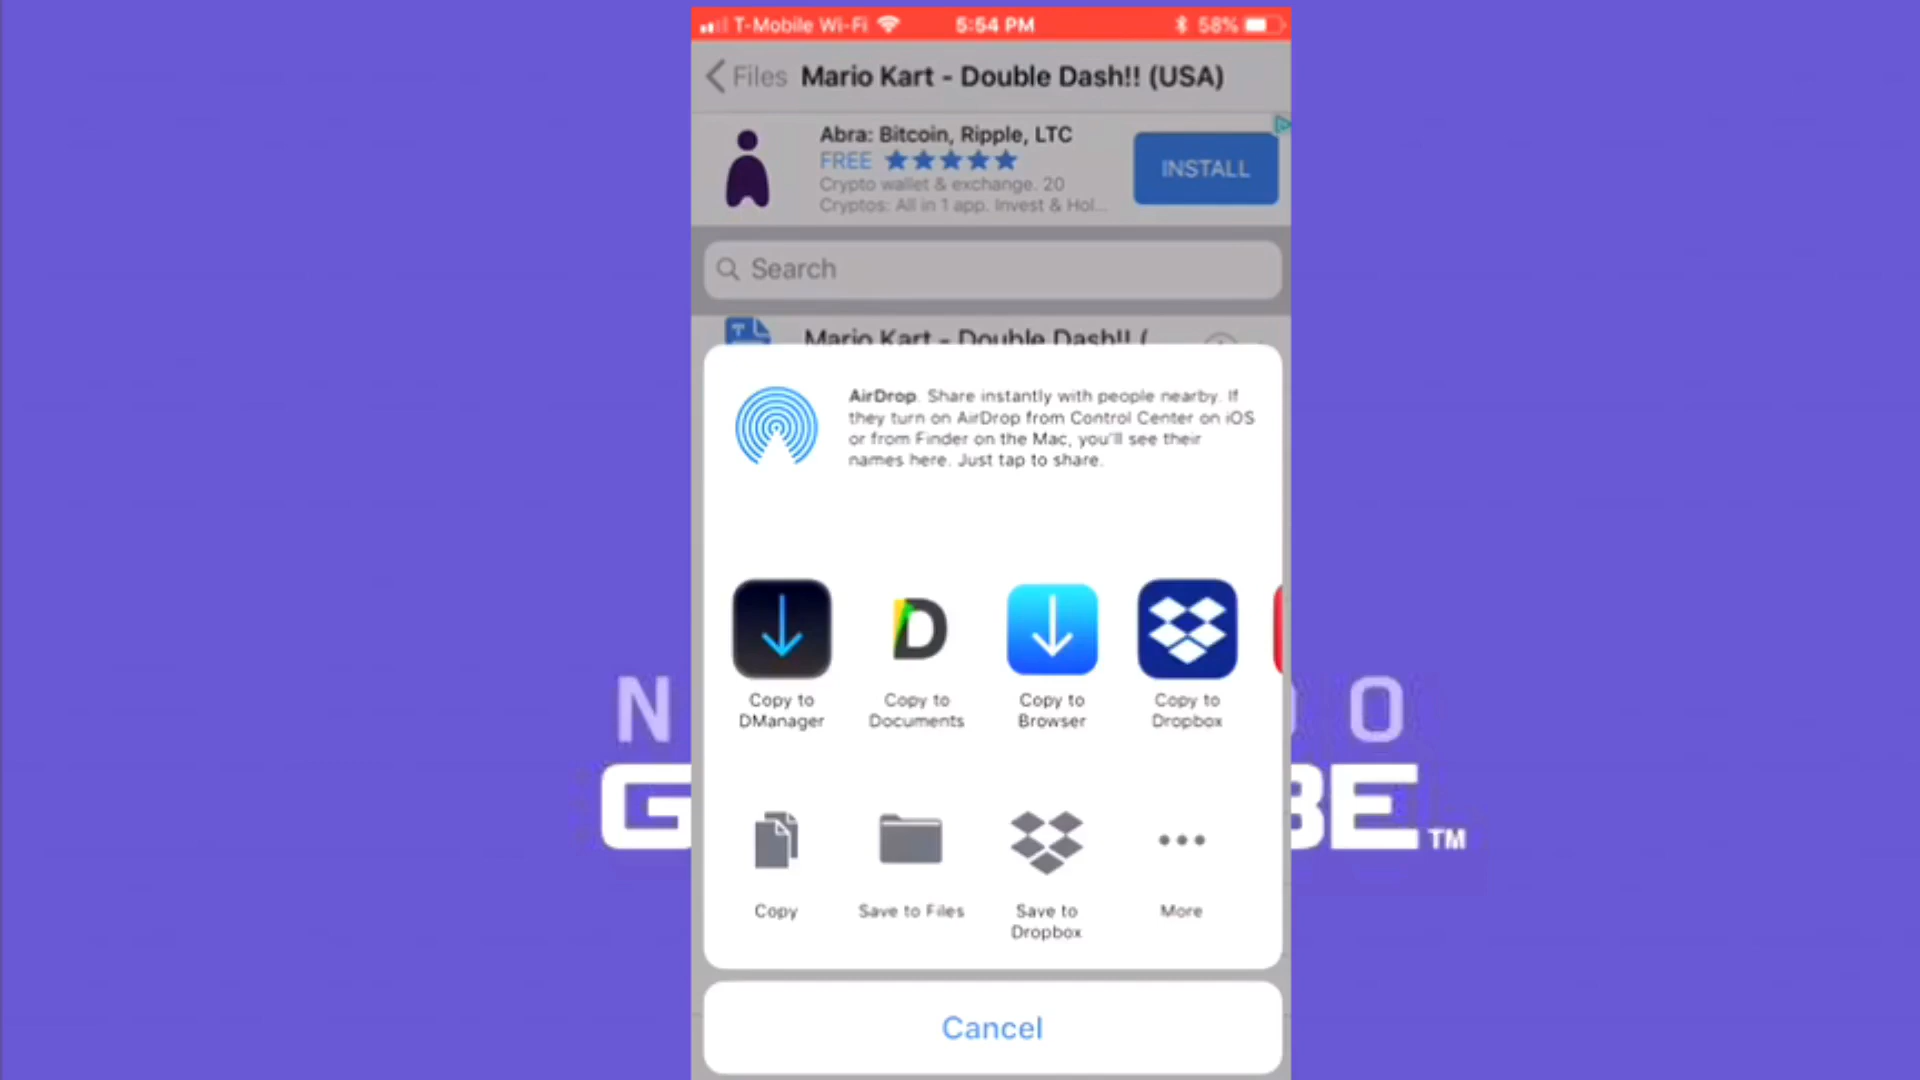 T-Mobile Wi-Fi 5:54 PM 58%
Files Mario Kart - Double Dash!! (USA)
Abra: Bitcoin, Ripple, LTC
FREE
Crypto wallet & exchange. 20
Cryptos: All in 1 app. Invest & Hol...
INSTALL
Search
Mario Kart - Double Dash!! (
AirDrop. Share instantly with people nearby. If
they turn on AirDrop from Control Center on iOS
or from Finder on the Mac, you'll see their
names here. Just tap to share.
Copy to
DManager
Copy to
Documents
Copy to
Browser
Copy to
Dropbox
N O
G BE TM
Copy
Save to Files
Save to
Dropbox
More
Cancel